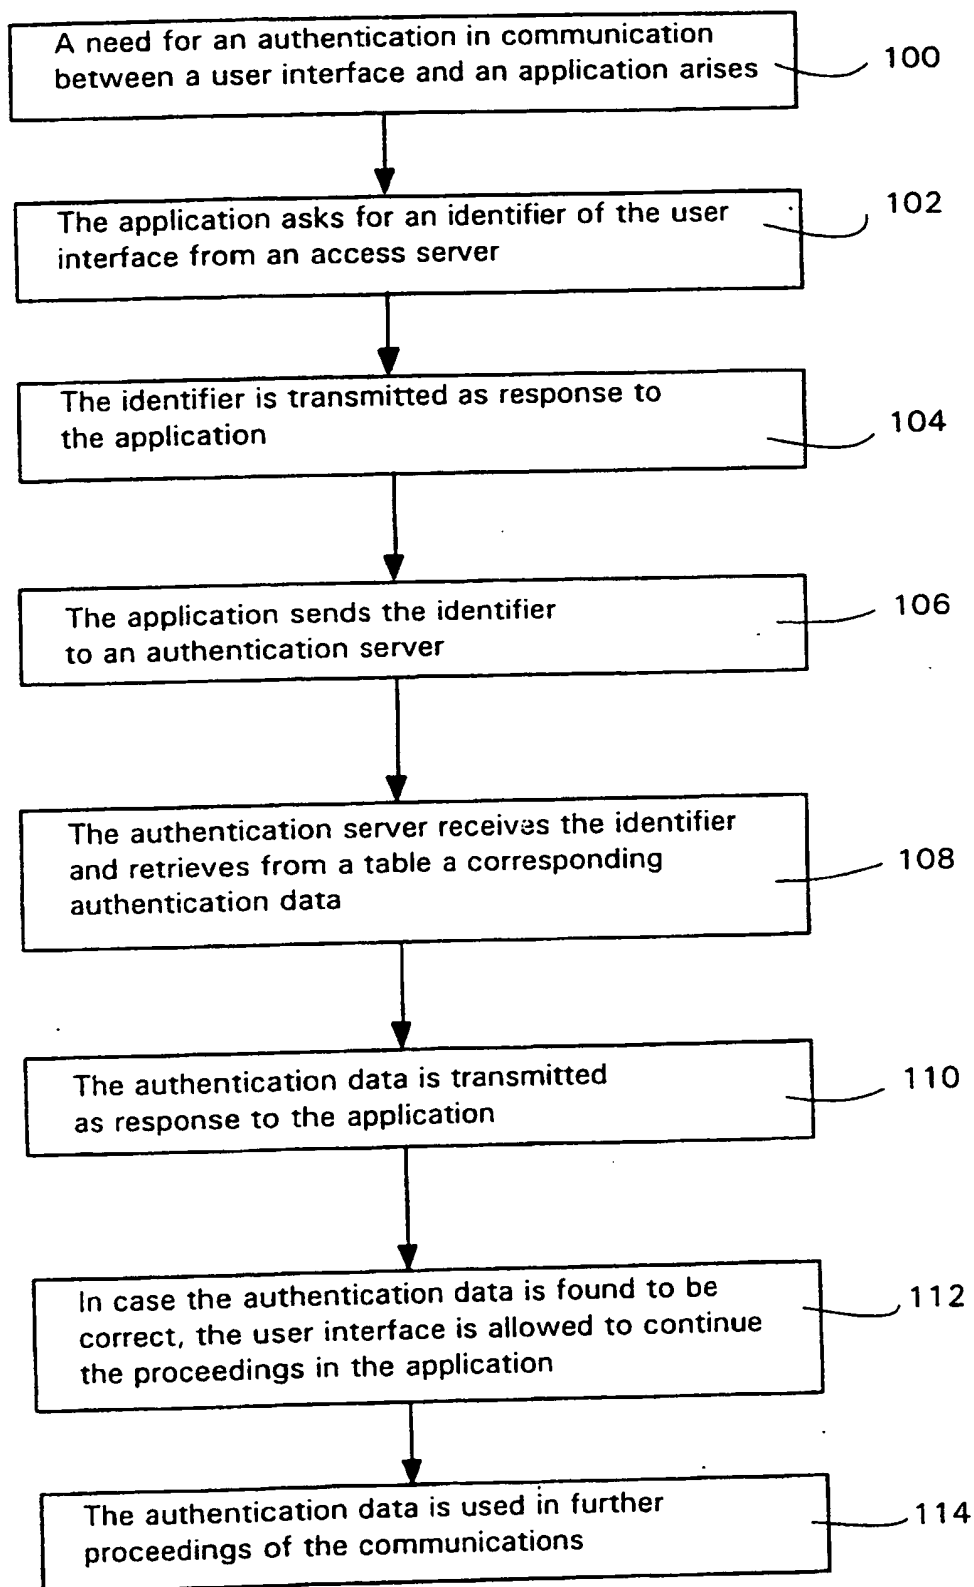 A need for an authentication in communication
between a user interface and an application arises
100
The application asks for an identifier of the user
interface from an access server
102
The identifier is transmitted as response to
the application
104
The application sends the identifier
to an authentication server
106
The authentication server receives the identifier
and retrieves from a table a corresponding
authentication data
108
The authentication data is transmitted
as response to the application
110
In case the authentication data is found to be
correct, the user interface is allowed to continue
the proceedings in the application
112
The authentication data is used in further
proceedings of the communications
114